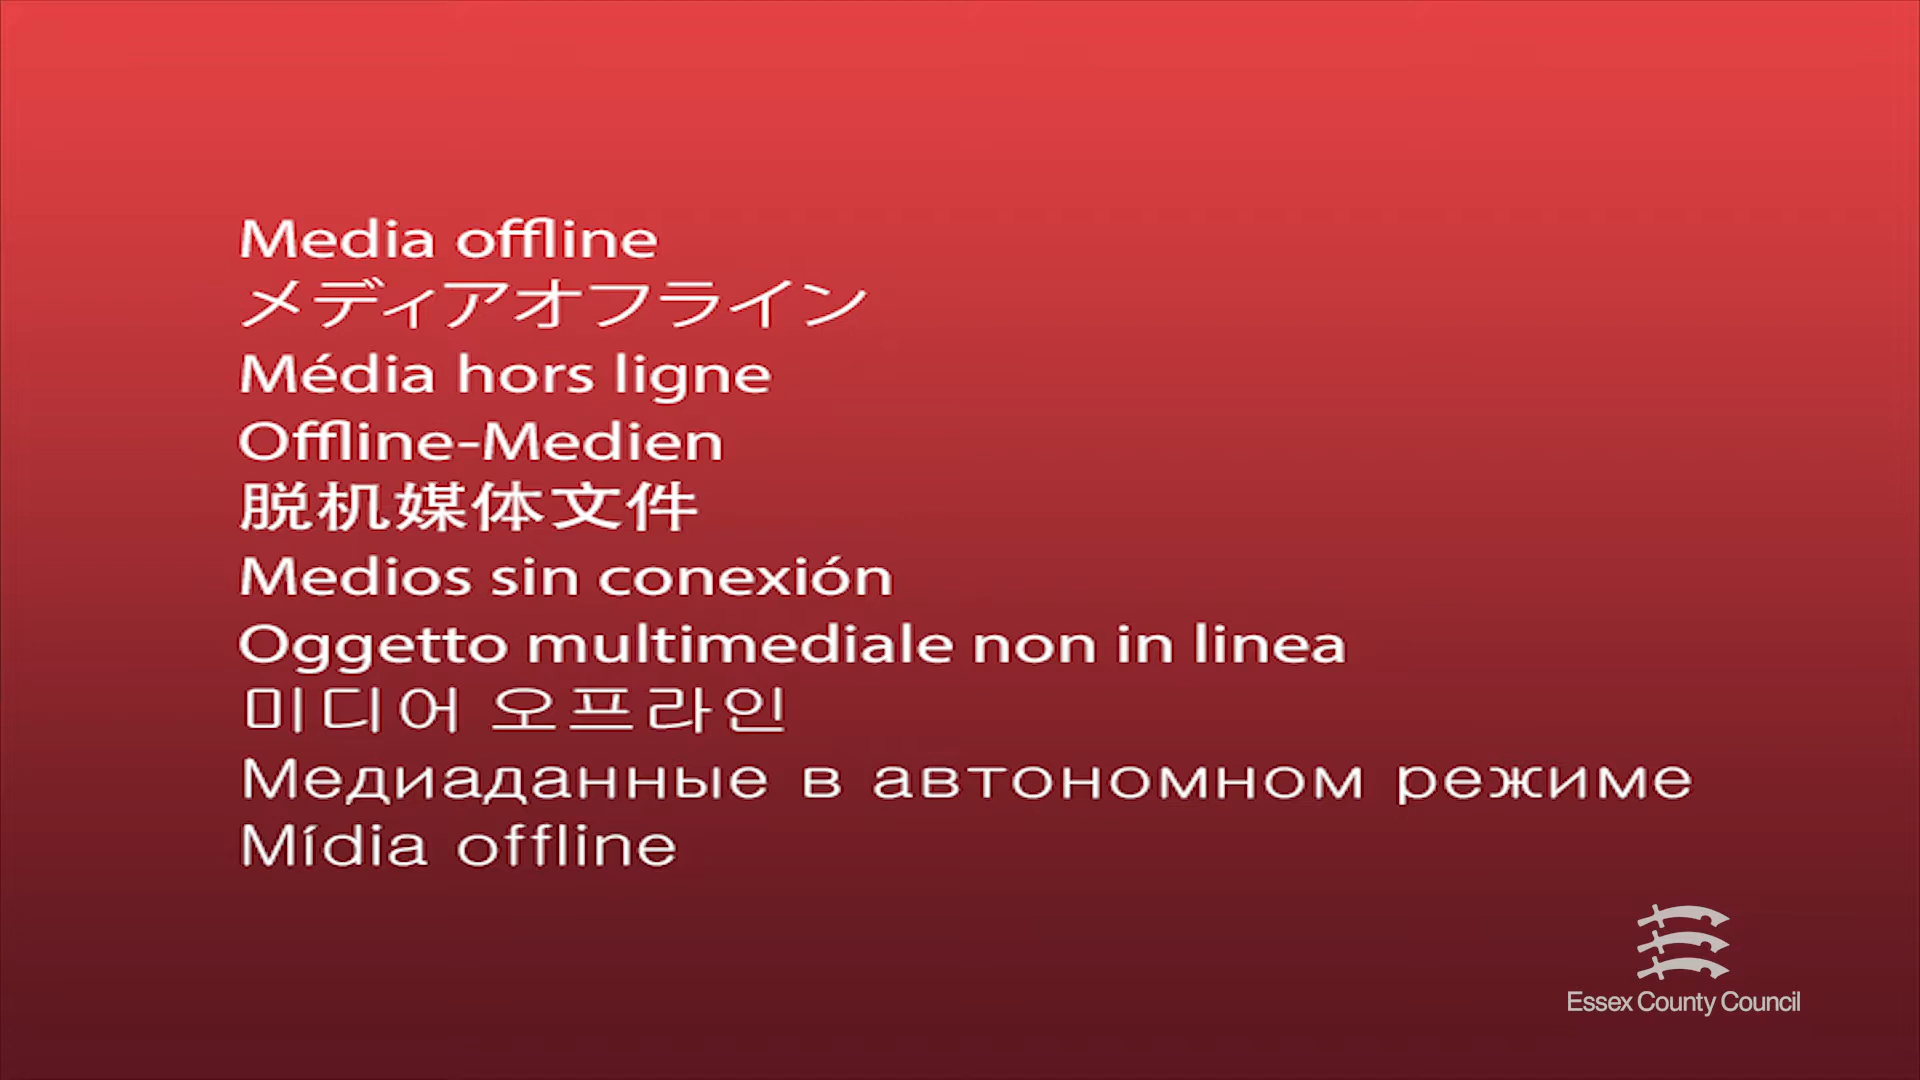 Media offline
メディアオフライン
Média hors ligne
Offline-Medien
脱机媒体文件
Medios sin conexión
Oggetto multimediale non in linea
미디어 오프라인
Медиаданные в автономном режиме
Mídia offline
Essex County Council